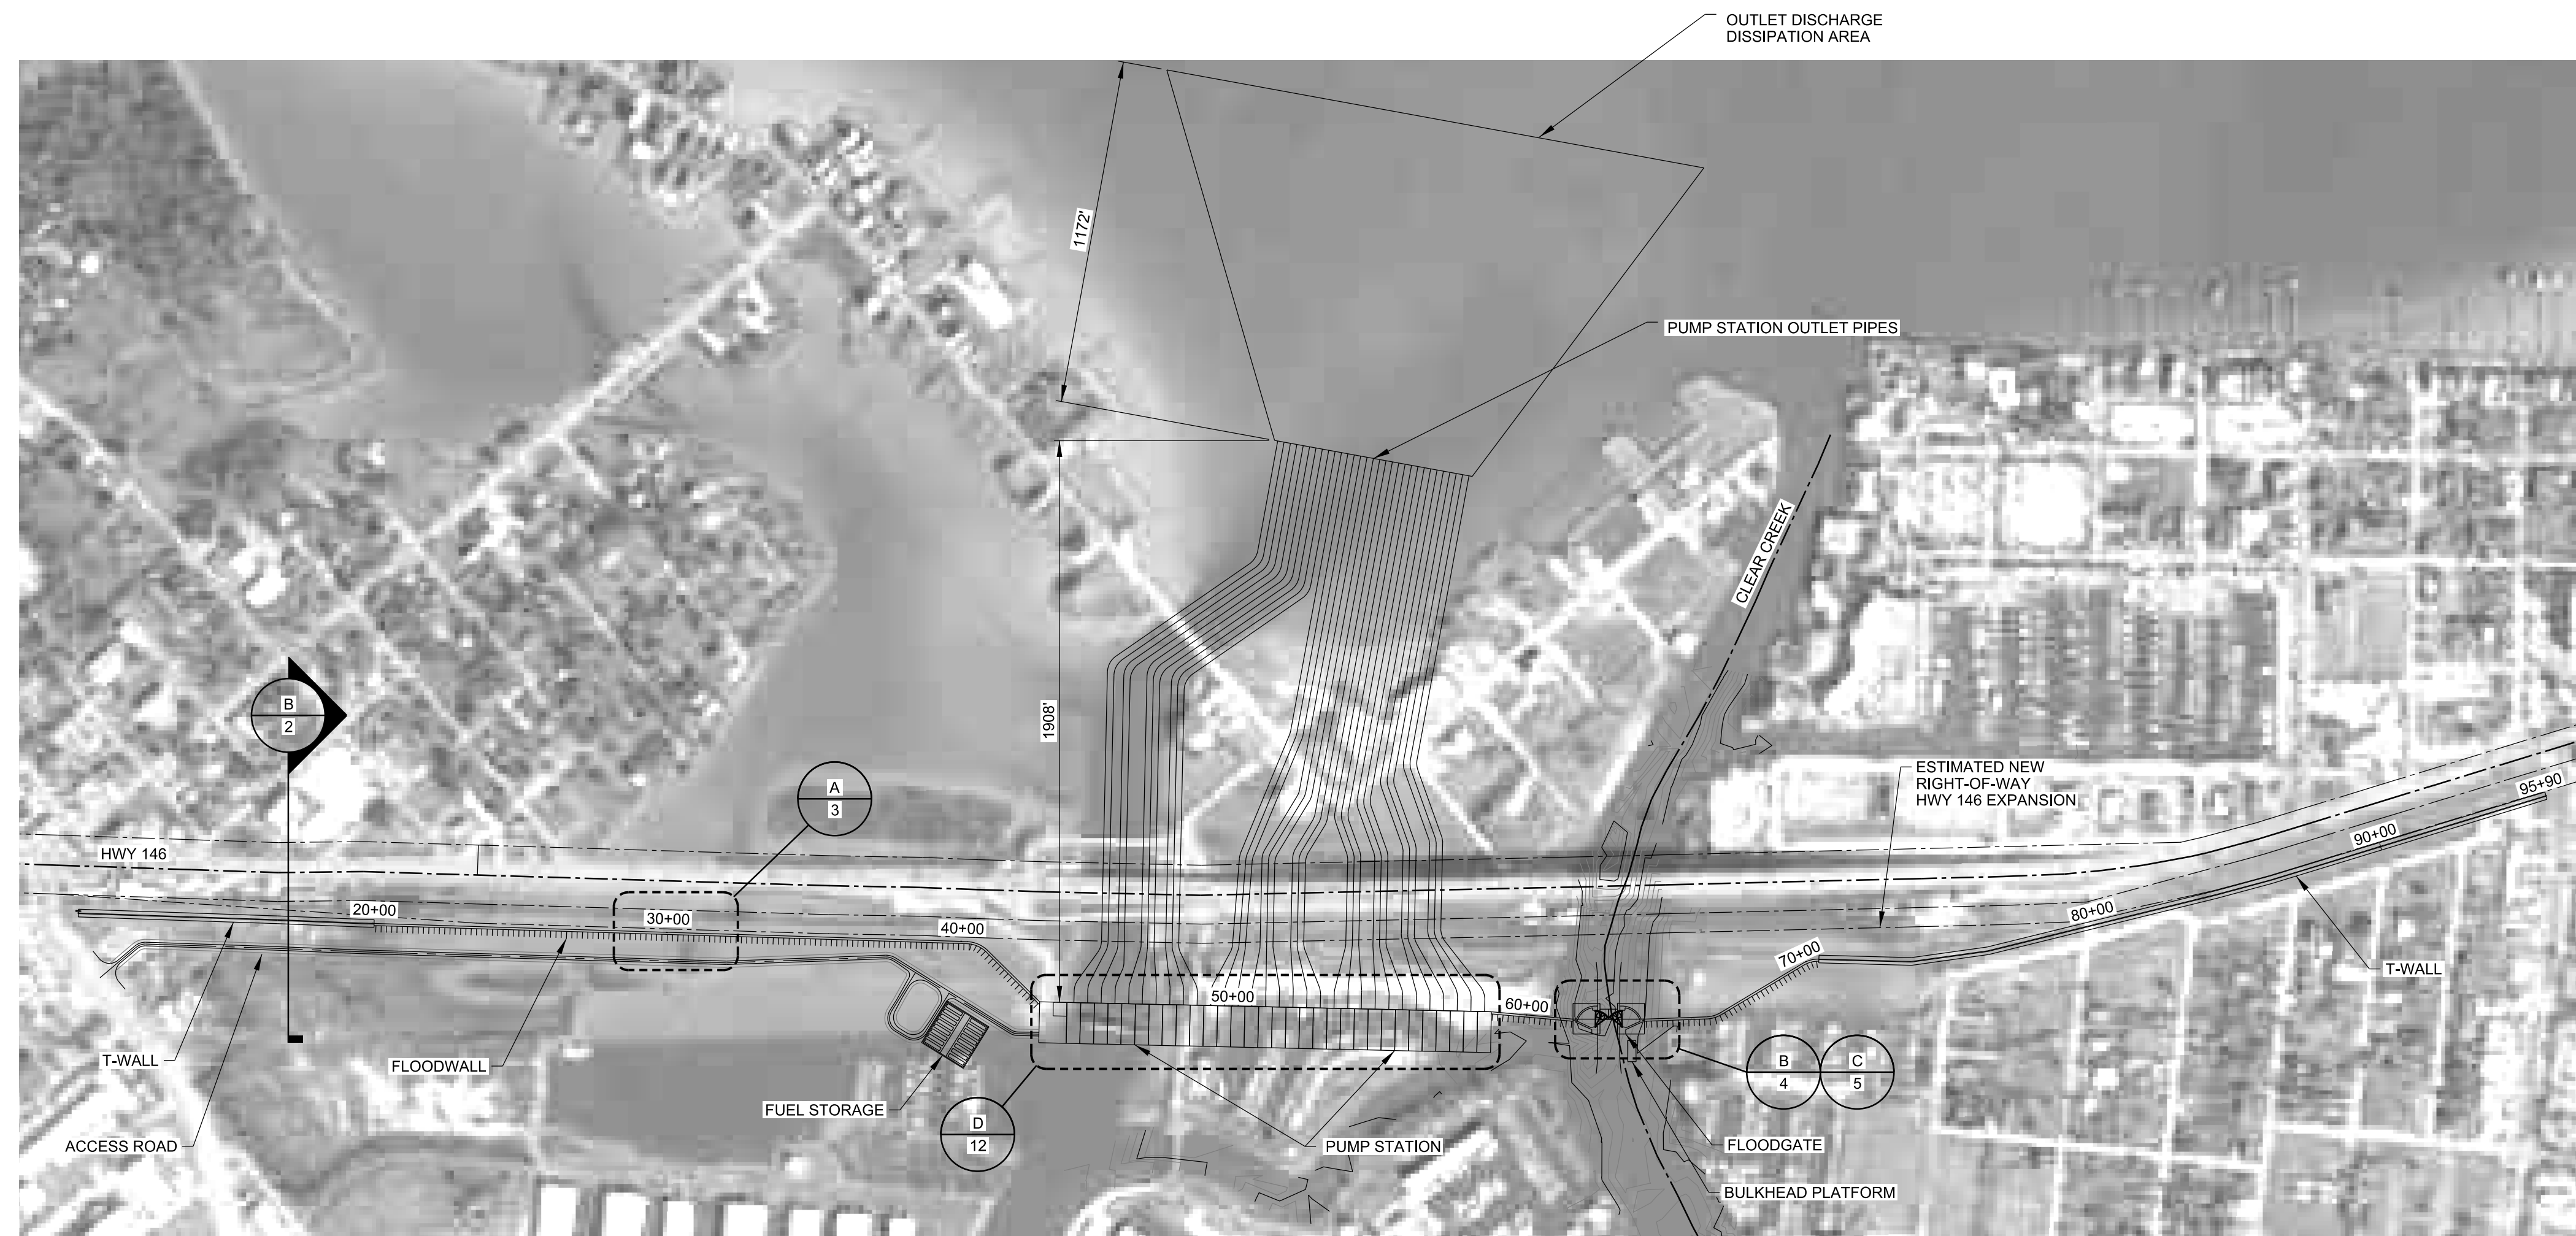 OUTLET DISCHARGE
DISSIPATION AREA
1172'
PUMP STATION OUTLET PIPES
CLEAR CREEK
1908'
B
2
A
3
ESTIMATED NEW
RIGHT-OF-WAY
HWY 146 EXPANSION
HWY 146
20+00
30+00
40+00
50+00
60+00
70+00
80+00
90+00
95+90
T-WALL
T-WALL
FLOODWALL
ACCESS ROAD
FUEL STORAGE
D
12
PUMP STATION
B
4
C
5
FLOODGATE
BULKHEAD PLATFORM